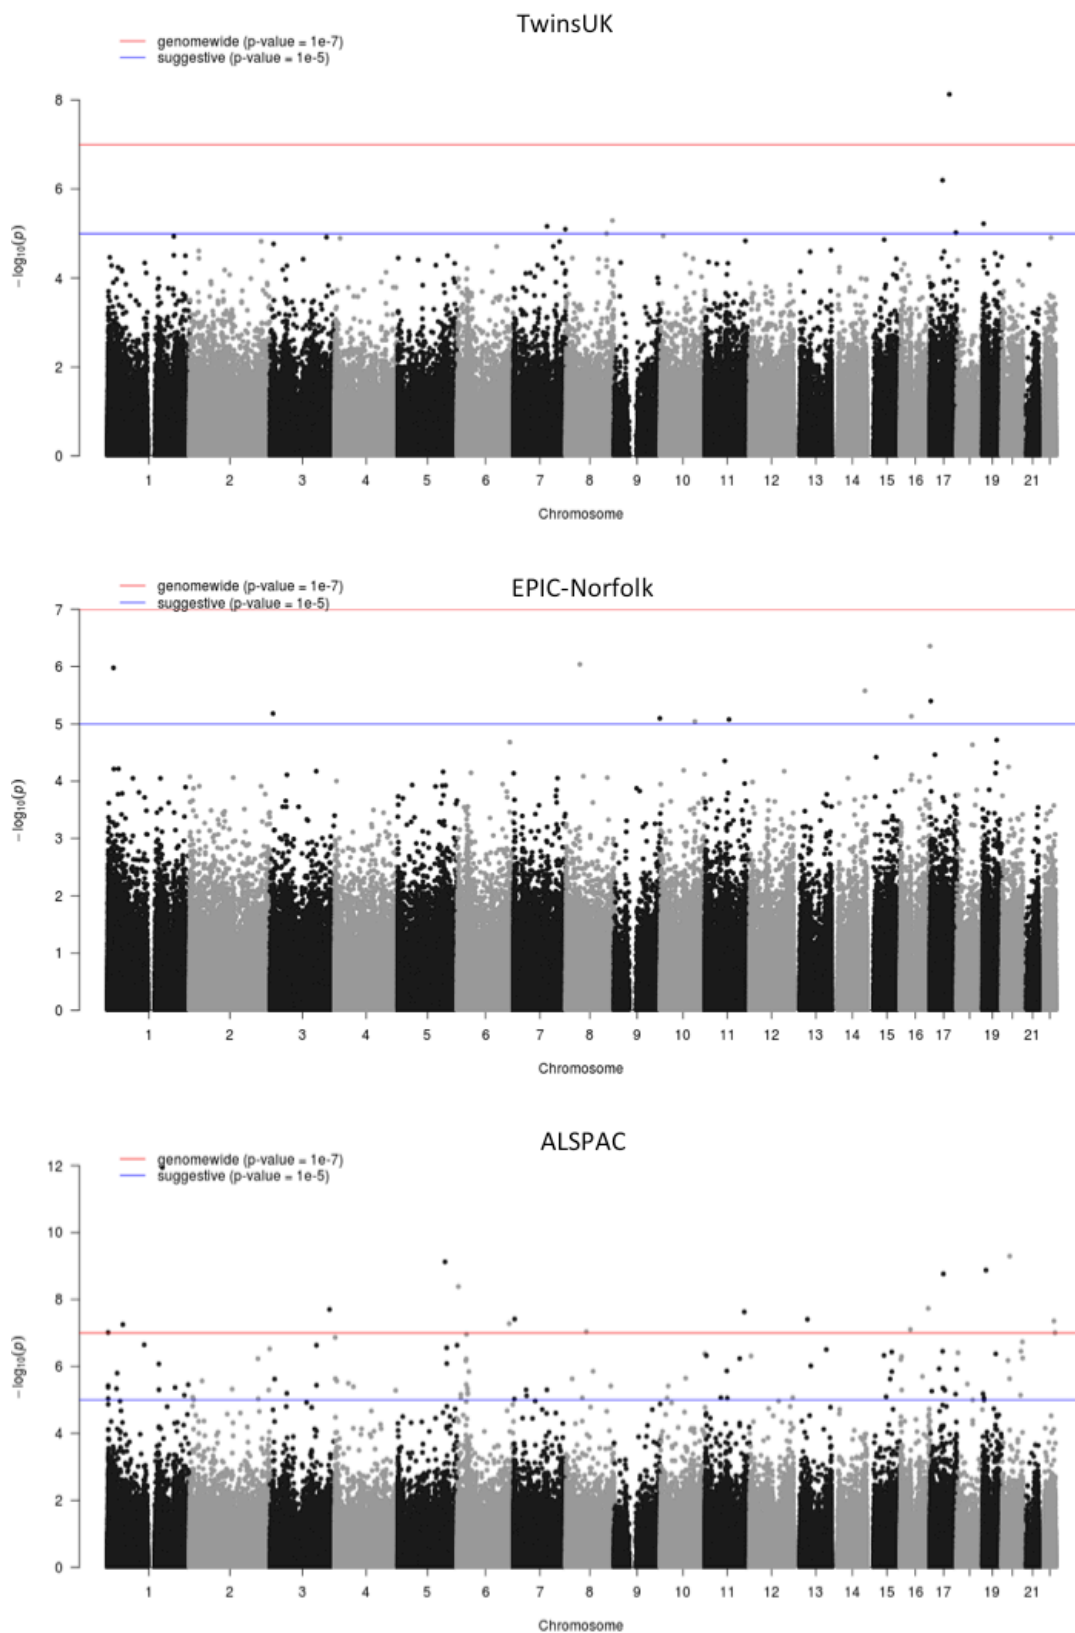 TwinsUK
genomewide (p-value = 1e-7)
suggestive (p-value = 1e-5)
8
6
4
2
0
−log10(p)
1 2 3 4 5 6 7 8 9 10 11 12 13 14 15 16 17 19 21
Chromosome
EPIC-Norfolk
genomewide (p-value = 1e-7)
suggestive (p-value = 1e-5)
7
6
5
4
3
2
1
0
−log10(p)
1 2 3 4 5 6 7 8 9 10 11 12 13 14 15 16 17 19 21
Chromosome
ALSPAC
genomewide (p-value = 1e-7)
suggestive (p-value = 1e-5)
12
10
8
6
4
2
0
−log10(p)
1 2 3 4 5 6 7 8 9 10 11 12 13 14 15 16 17 19 21
Chromosome